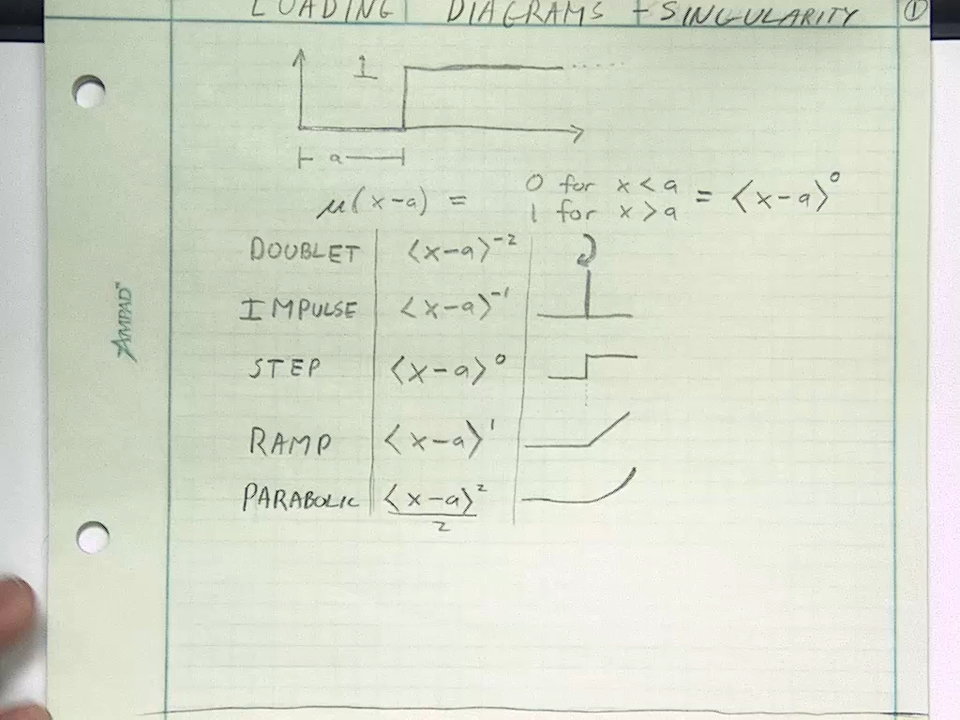 LOADING DIAGRAMS - SINGULARITY ①
1
a
μ(x-a) = 0 for x < a
1 for x > a = ⟨x-a⟩⁰
DOUBLET ⟨x-a⟩⁻²
IMPULSE ⟨x-a⟩⁻¹
STEP ⟨x-a⟩⁰
RAMP ⟨x-a⟩¹
PARABOLIC ⟨x-a⟩²
2
AMPAD